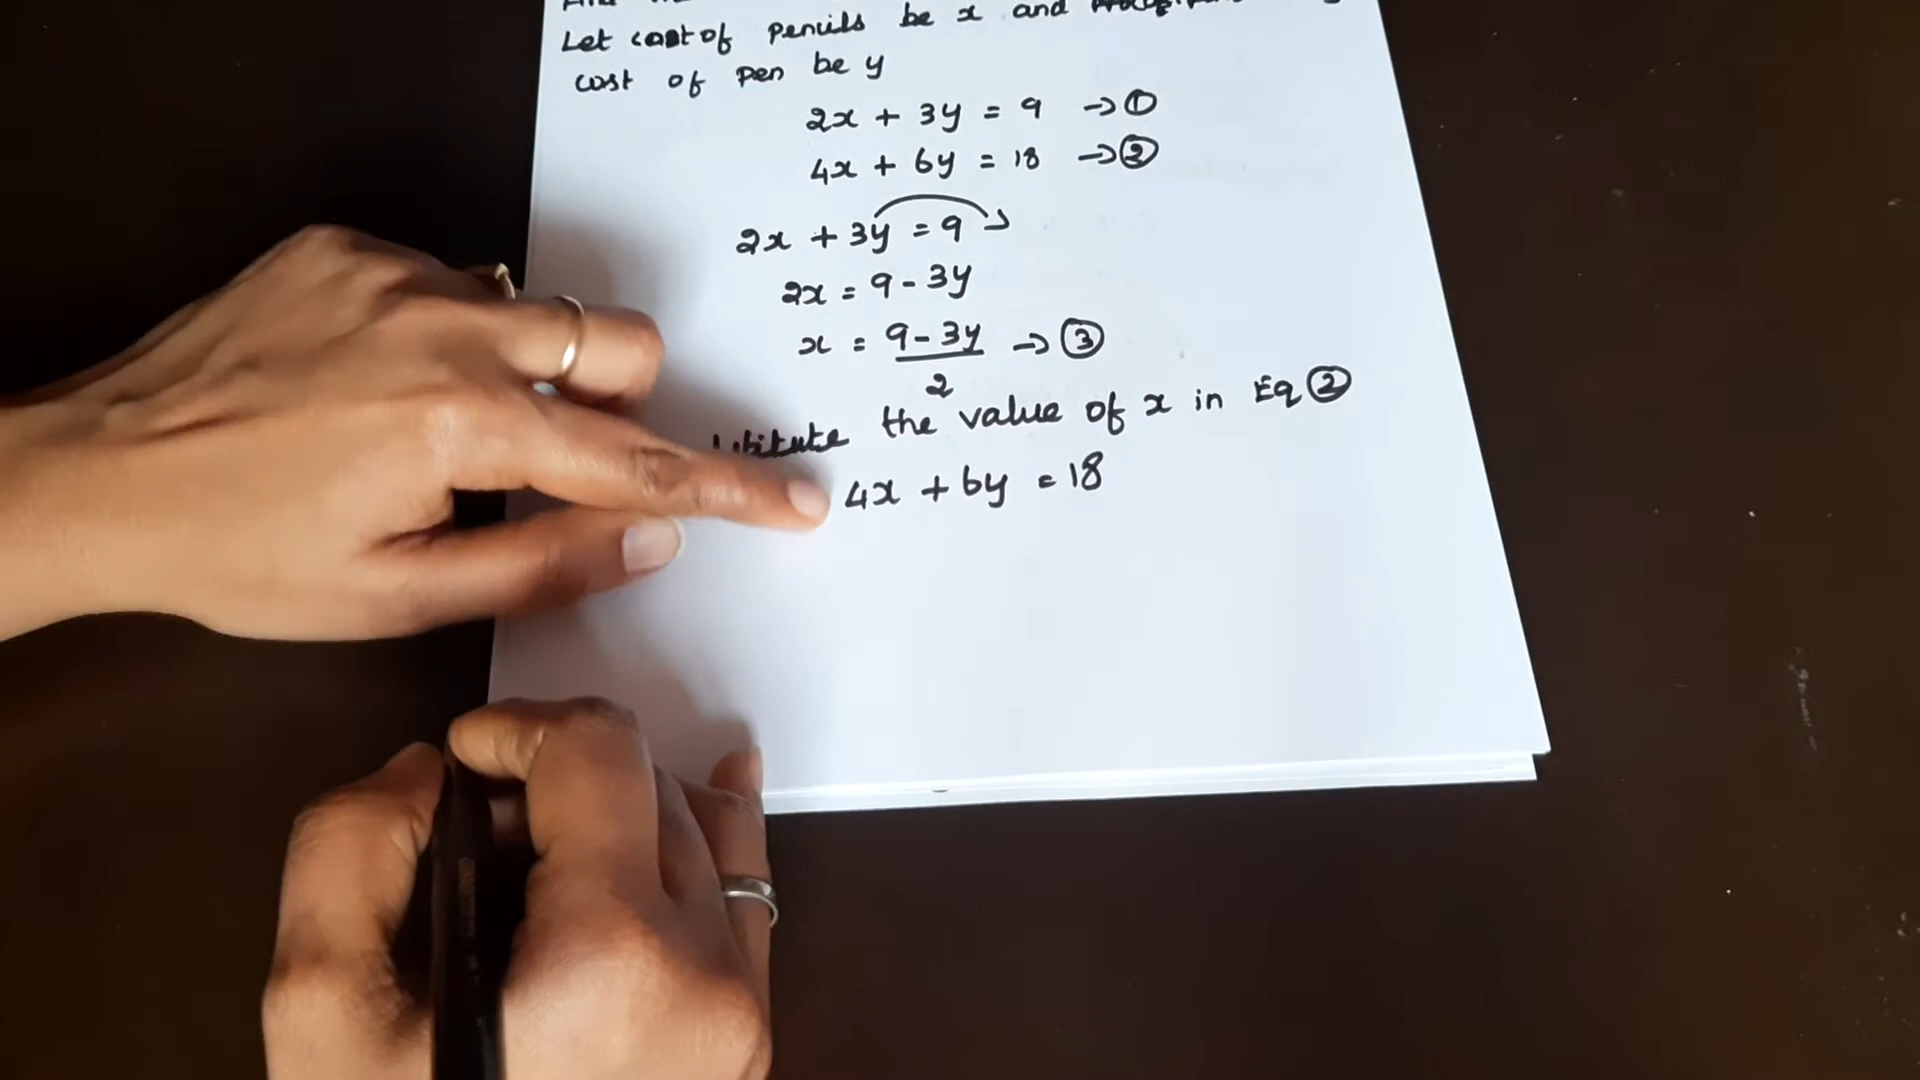 Let cost of pencils be x and
cost of pen be y
2x + 3y = 9 → ①
4x + 6y = 18 → ②
2x + 3y = 9
2x = 9 - 3y
x = 9 - 3y → ③
2
the value of x in Eq ②
4x + 6y = 18